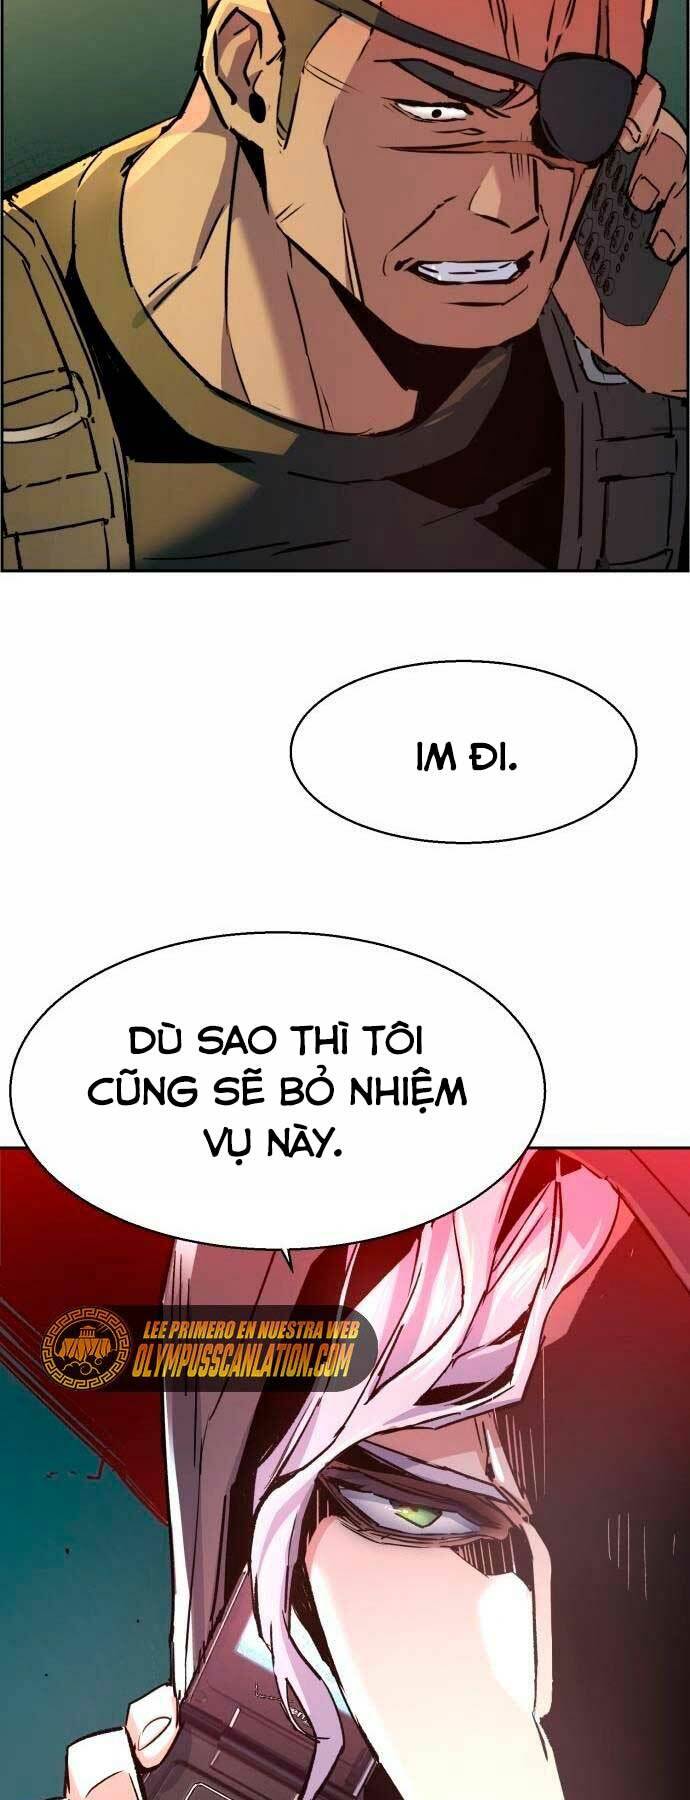 IM ĐI.
DÙ SAO THÌ TÔI
CŨNG SẼ BỎ NHIỆM
VỤ NÀY.
LEE PRIMERO EN NUESTRA WEB
OLYMPUSSCANLATION.COM